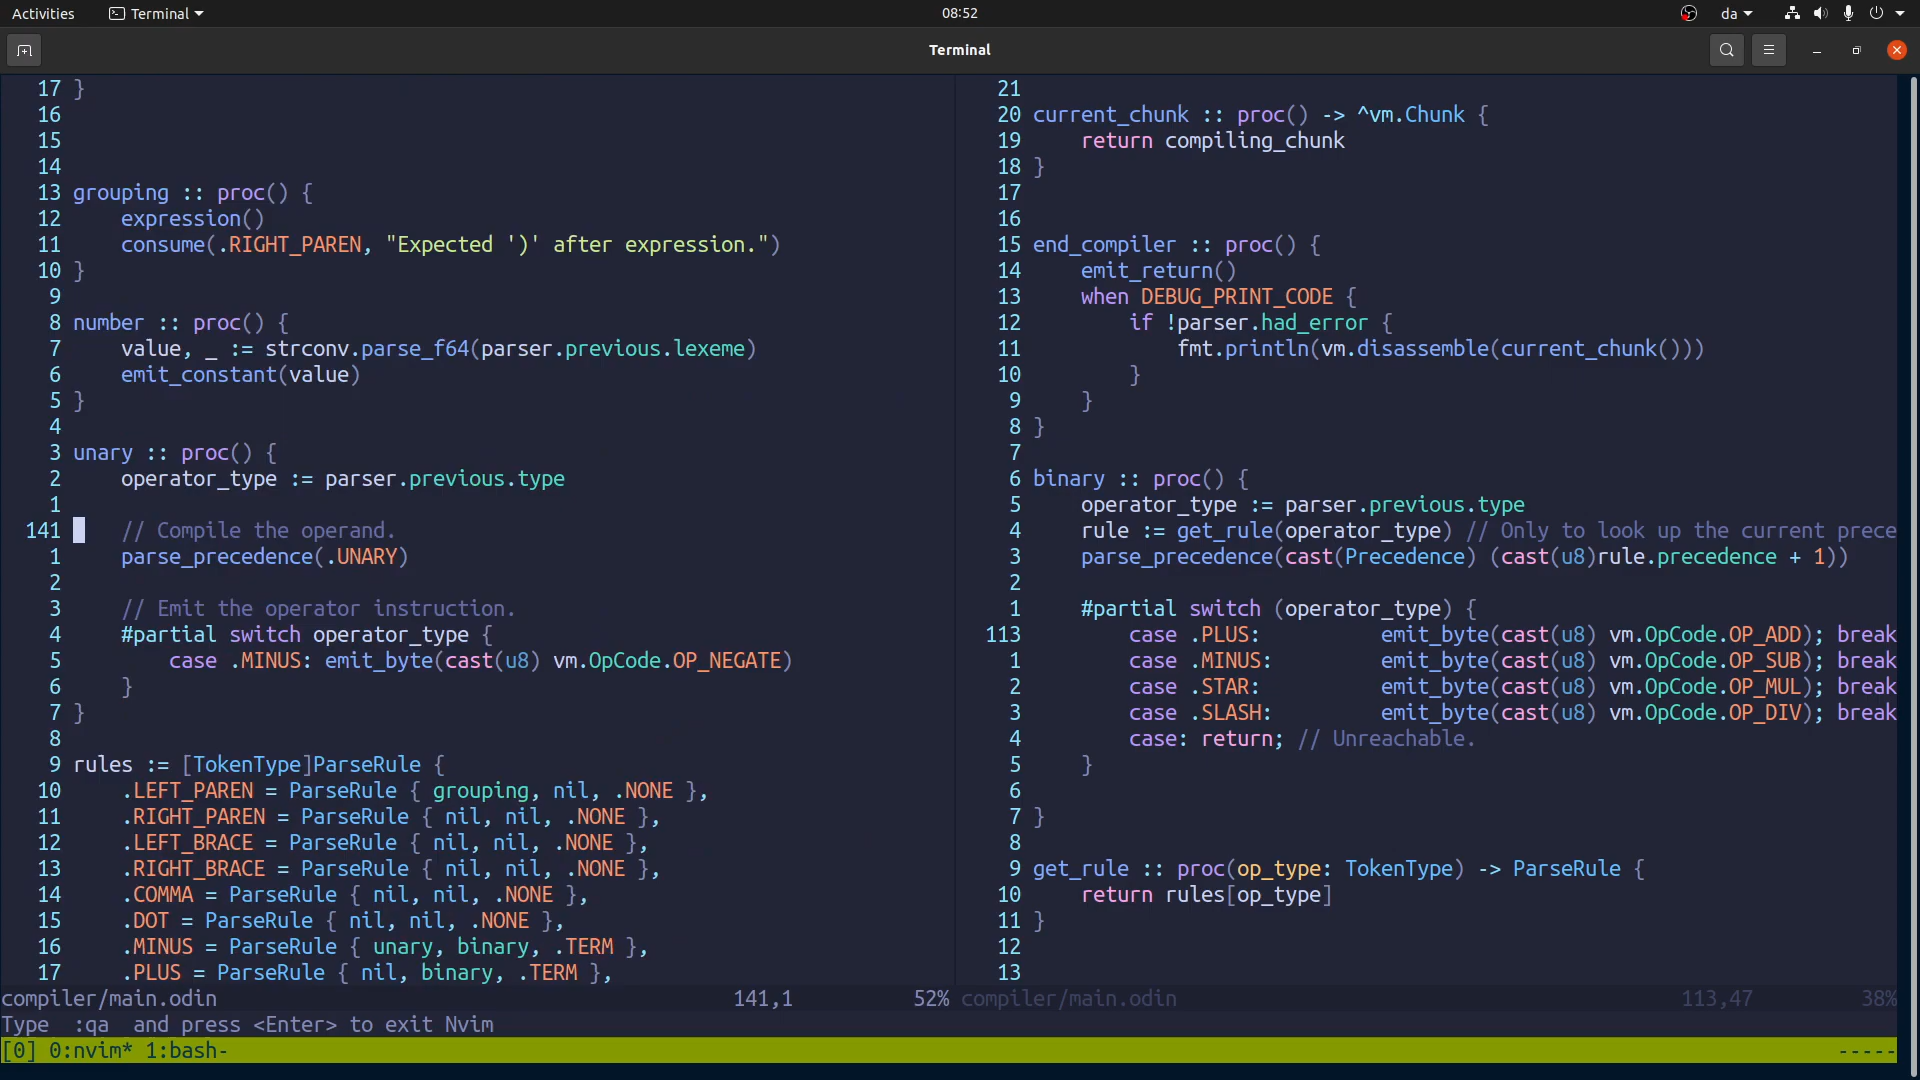 Activities
Terminal
08:52
da
Terminal
17 }
16
15
14
13 grouping :: proc() {
12     expression()
11     consume(.RIGHT_PAREN, "Expected ')' after expression.")
10 }
9
8 number :: proc() {
7     value, _ := strconv.parse_f64(parser.previous.lexeme)
6     emit_constant(value)
5 }
4
3 unary :: proc() {
2     operator_type := parser.previous.type
1
141     // Compile the operand.
1     parse_precedence(.UNARY)
2
3     // Emit the operator instruction.
4     #partial switch operator_type {
5         case .MINUS: emit_byte(cast(u8) vm.OpCode.OP_NEGATE)
6     }
7 }
8
9 rules := [TokenType]ParseRule {
10     .LEFT_PAREN = ParseRule { grouping, nil, .NONE },
11     .RIGHT_PAREN = ParseRule { nil, nil, .NONE },
12     .LEFT_BRACE = ParseRule { nil, nil, .NONE },
13     .RIGHT_BRACE = ParseRule { nil, nil, .NONE },
14     .COMMA = ParseRule { nil, nil, .NONE },
15     .DOT = ParseRule { nil, nil, .NONE },
16     .MINUS = ParseRule { unary, binary, .TERM },
17     .PLUS = ParseRule { nil, binary, .TERM },
compiler/main.odin 141,1 52%
21
20 current_chunk :: proc() -> ^vm.Chunk {
19     return compiling_chunk
18 }
17
16
15 end_compiler :: proc() {
14     emit_return()
13     when DEBUG_PRINT_CODE {
12         if !parser.had_error {
11             fmt.println(vm.disassemble(current_chunk()))
10         }
9     }
8 }
7
6 binary :: proc() {
5     operator_type := parser.previous.type
4     rule := get_rule(operator_type) // Only to look up the current prece
3     parse_precedence(cast(Precedence) (cast(u8)rule.precedence + 1))
2
1     #partial switch (operator_type) {
113         case .PLUS:          emit_byte(cast(u8) vm.OpCode.OP_ADD); break
1         case .MINUS:         emit_byte(cast(u8) vm.OpCode.OP_SUB); break
2         case .STAR:          emit_byte(cast(u8) vm.OpCode.OP_MUL); break
3         case .SLASH:         emit_byte(cast(u8) vm.OpCode.OP_DIV); break
4         case: return; // Unreachable.
5     }
6
7 }
8
9 get_rule :: proc(op_type: TokenType) -> ParseRule {
10     return rules[op_type]
11 }
12
13
compiler/main.odin 113,47 38%
Type  :qa  and press <Enter> to exit Nvim
[0] 0:nvim* 1:bash- -----